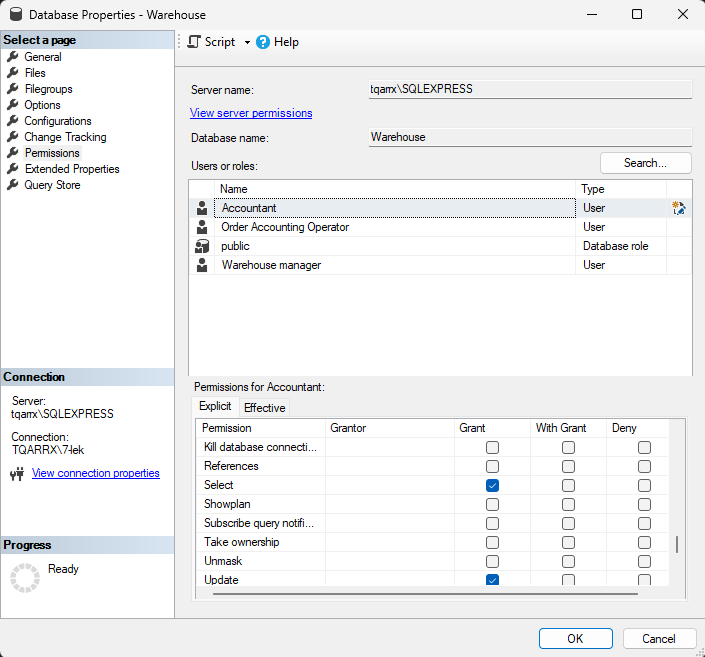 Database Properties - Warehouse
Select a page
General
Files
Filegroups
Options
Configurations
Change Tracking
Permissions
Extended Properties
Query Store
Script
Help
Server name:
tqarrx\SQLEXPRESS
View server permissions
Database name:
Warehouse
Users or roles:
Search...
Name Type
Accountant User
Order Accounting Operator User
public Database role
Warehouse manager User
Connection
Server:
tqarrx\SQLEXPRESS
Connection:
TQARRX\7-lek
View connection properties
Progress
Ready
Permissions for Accountant:
Explicit Effective
Permission Grantor Grant With Grant Deny
Kill database connecti...
References
Select
Showplan
Subscribe query notifi...
Take ownership
Unmask
Update
OK Cancel